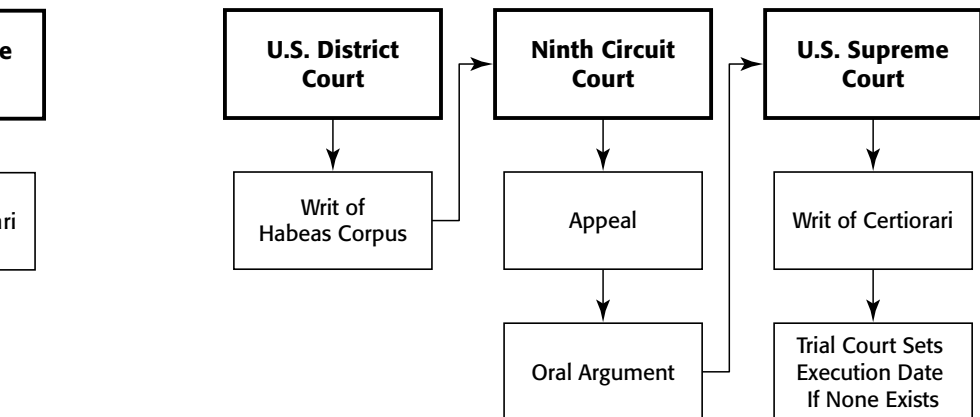 U.S. District
Court
Writ of
Habeas Corpus
Ninth Circuit
Court
Appeal
Oral Argument
U.S. Supreme
Court
Writ of Certiorari
Trial Court Sets
Execution Date
If None Exists